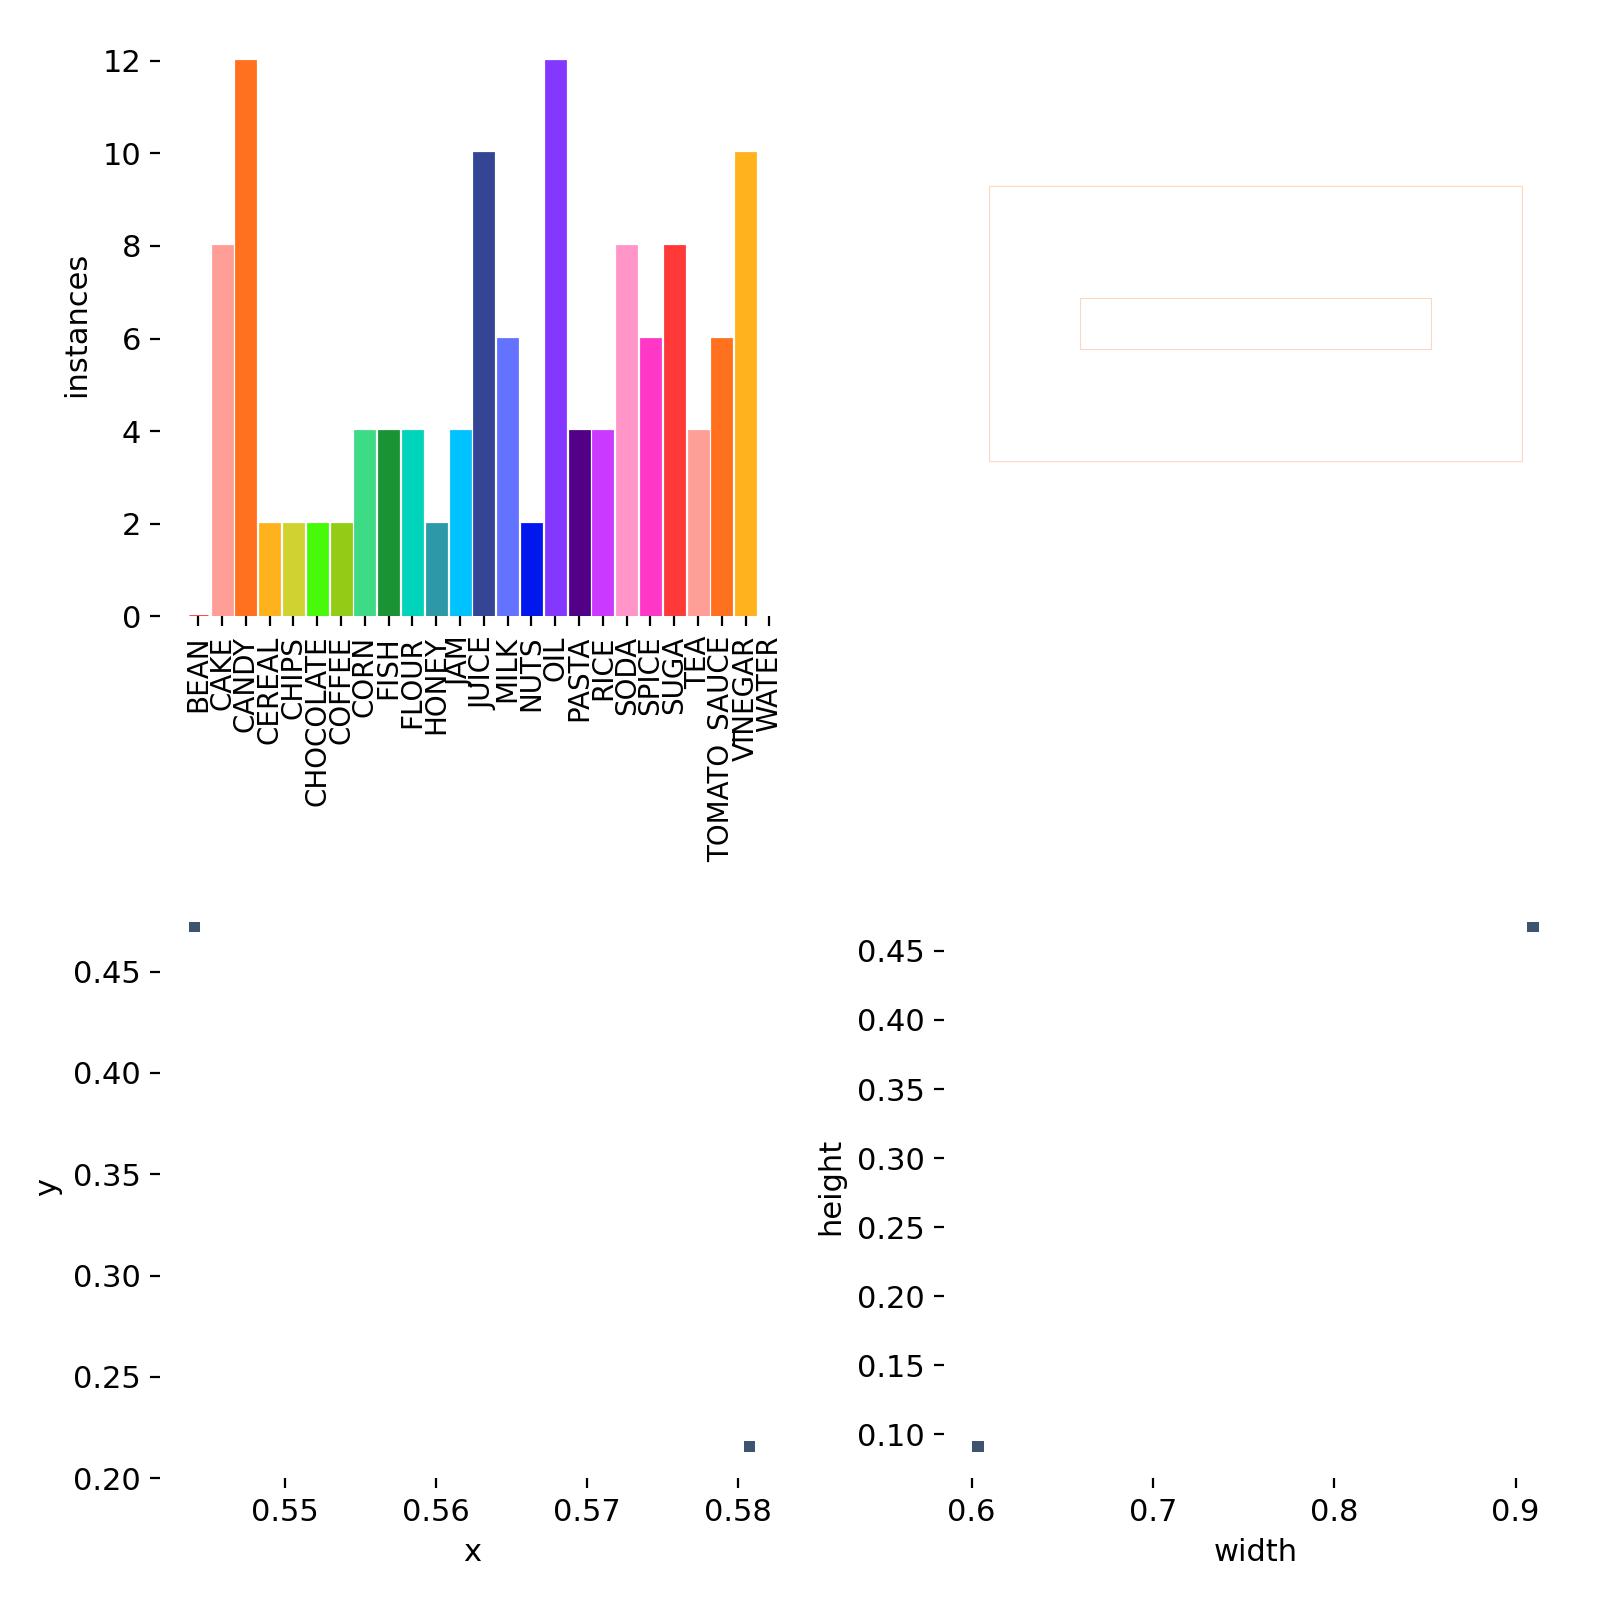 12
10
8
6
4
2
0
instances
BEAN
CAKE
CANDY
CEREAL
CHIPS
CHOCOLATE
COFFEE
CORN
FISH
FLOUR
HONEY
JAM
JUICE
MILK
NUTS
OIL
PASTA
RICE
SODA
SPICE
SUGA
TEA
TOMATO_SAUCE
VINEGAR
WATER
0.45
0.40
0.35
0.30
0.25
0.20
y
0.55 0.56 0.57 0.58
x
0.45
0.40
0.35
0.30
0.25
0.20
0.15
0.10
height
0.6 0.7 0.8 0.9
width